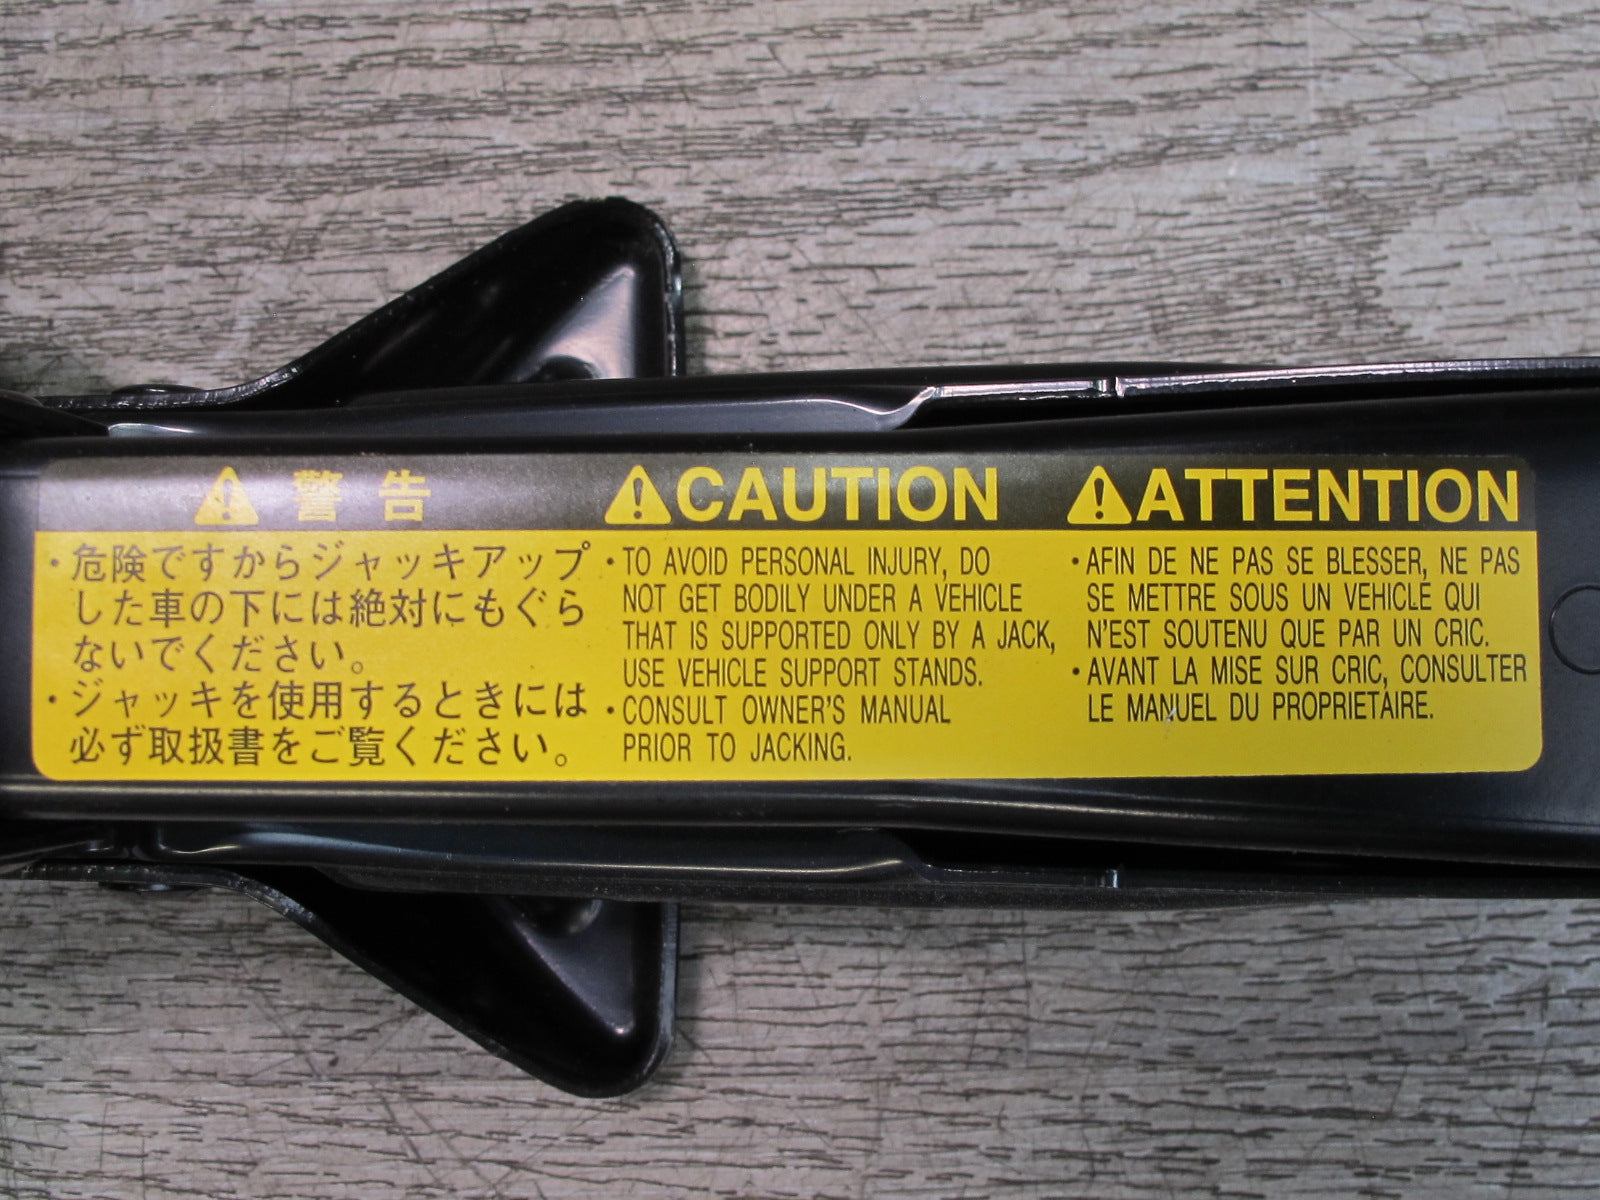 警告
・危険ですからジャッキアップ
した車の下には絶対にもぐら
ないでください。
・ジャッキを使用するときには
必ず取扱書をご覧ください。
CAUTION
・TO AVOID PERSONAL INJURY, DO
NOT GET BODILY UNDER A VEHICLE
THAT IS SUPPORTED ONLY BY A JACK,
USE VEHICLE SUPPORT STANDS.
・CONSULT OWNER'S MANUAL
PRIOR TO JACKING.
ATTENTION
・AFIN DE NE PAS SE BLESSER, NE PAS
SE METTRE SOUS UN VEHICLE QUI
N'EST SOUTENU QUE PAR UN CRIC.
・AVANT LA MISE SUR CRIC, CONSULTER
LE MANUEL DU PROPRIETAIRE.